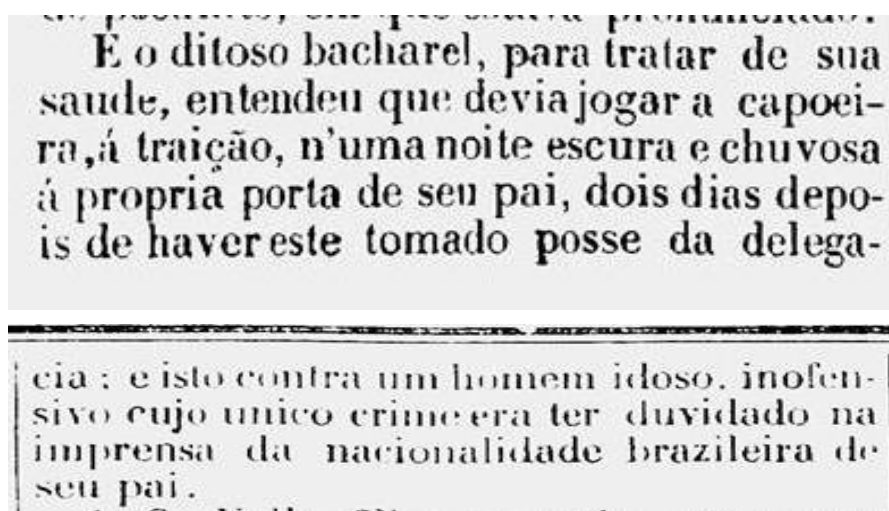 E o ditoso bacharel, para tratar de sua
saude, entendeu que devia jogar a capoei-
ra, á traição, n'uma noite escura e chuvosa
á propria porta de seu pai, dois dias depo-
is de haver este tomado posse da delega-
cia ; e isto contra um homem idoso, inofen-
sivo cujo unico crime era ter duvidado na
imprensa da nacionalidade brazileira de
seu pai.